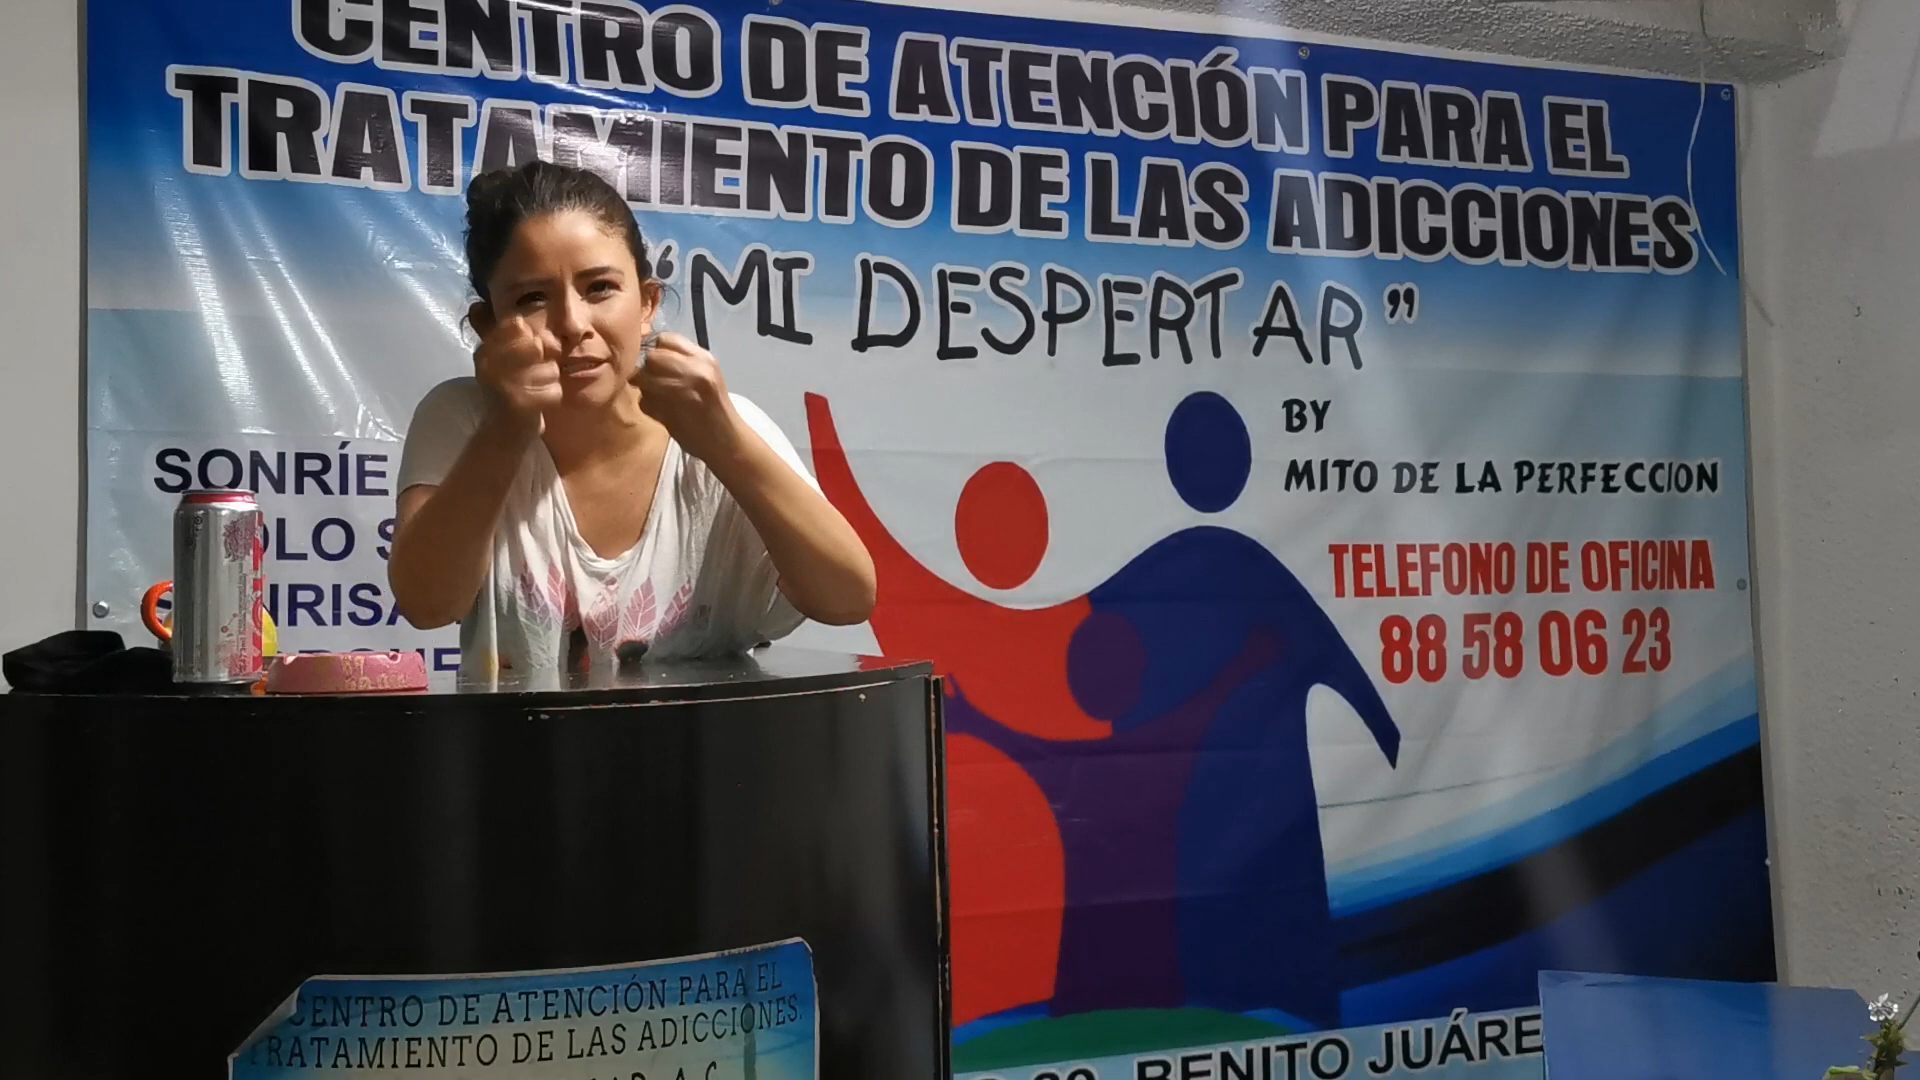 CENTRO DE ATENCIÓN PARA EL
TRATAMIENTO DE LAS ADICCIONES
"MI DESPERTAR"
BY
MITO DE LA PERFECCION
SONRÍE
TELEFONO DE OFICINA
88 58 06 23
BENITO JUÁRE
CENTRO DE ATENCIÓN PARA EL
TRATAMIENTO DE LAS ADICCIONES.
A.C.